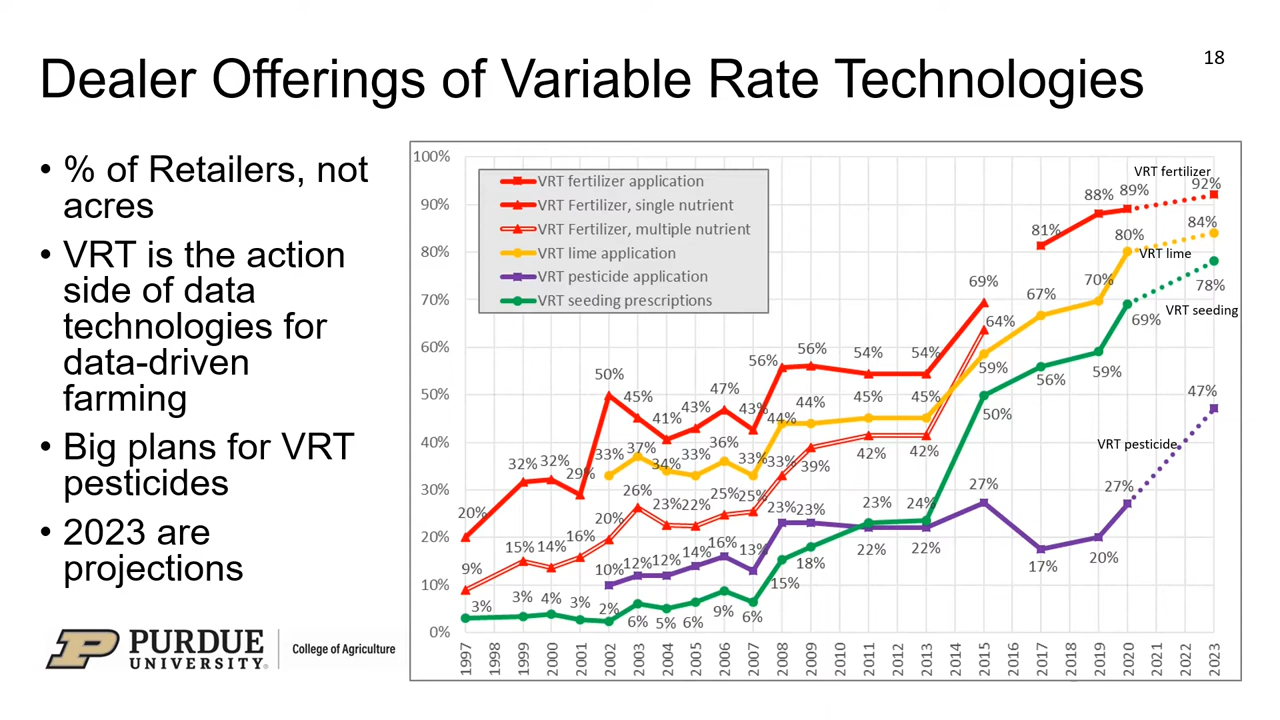 18
Dealer Offerings of Variable Rate Technologies
• % of Retailers, not
acres
• VRT is the action
side of data
technologies for
data-driven
farming
• Big plans for VRT
pesticides
• 2023 are
projections
PURDUE
UNIVERSITY®
College of Agriculture
VRT fertilizer application
VRT Fertilizer, single nutrient
VRT Fertilizer, multiple nutrient
VRT lime application
VRT pesticide application
VRT seeding prescriptions
100%
90%
80%
70%
60%
50%
40%
30%
20%
10%
0%
81% 88% 89% 92%
VRT fertilizer
20% 32% 32% 29% 50% 45% 41% 43% 47% 43% 56% 56% 54% 54% 69%
9% 15% 14% 16% 20% 26% 23% 22% 25% 25% 33% 39% 42% 42% 64%
33% 37% 34% 33% 36% 33% 44% 44% 45% 45% 59% 67% 70% 80% 84%
VRT lime
10% 12% 12% 14% 16% 13% 23% 23% 22% 22% 27% 17% 20% 27% 47%
VRT pesticide
3% 3% 4% 3% 2% 6% 5% 6% 9% 6% 15% 18% 23% 24% 50% 56% 59% 69% 78%
VRT seeding
1997 1998 1999 2000 2001 2002 2003 2004 2005 2006 2007 2008 2009 2010 2011 2012 2013 2014 2015 2016 2017 2018 2019 2020 2021 2022 2023